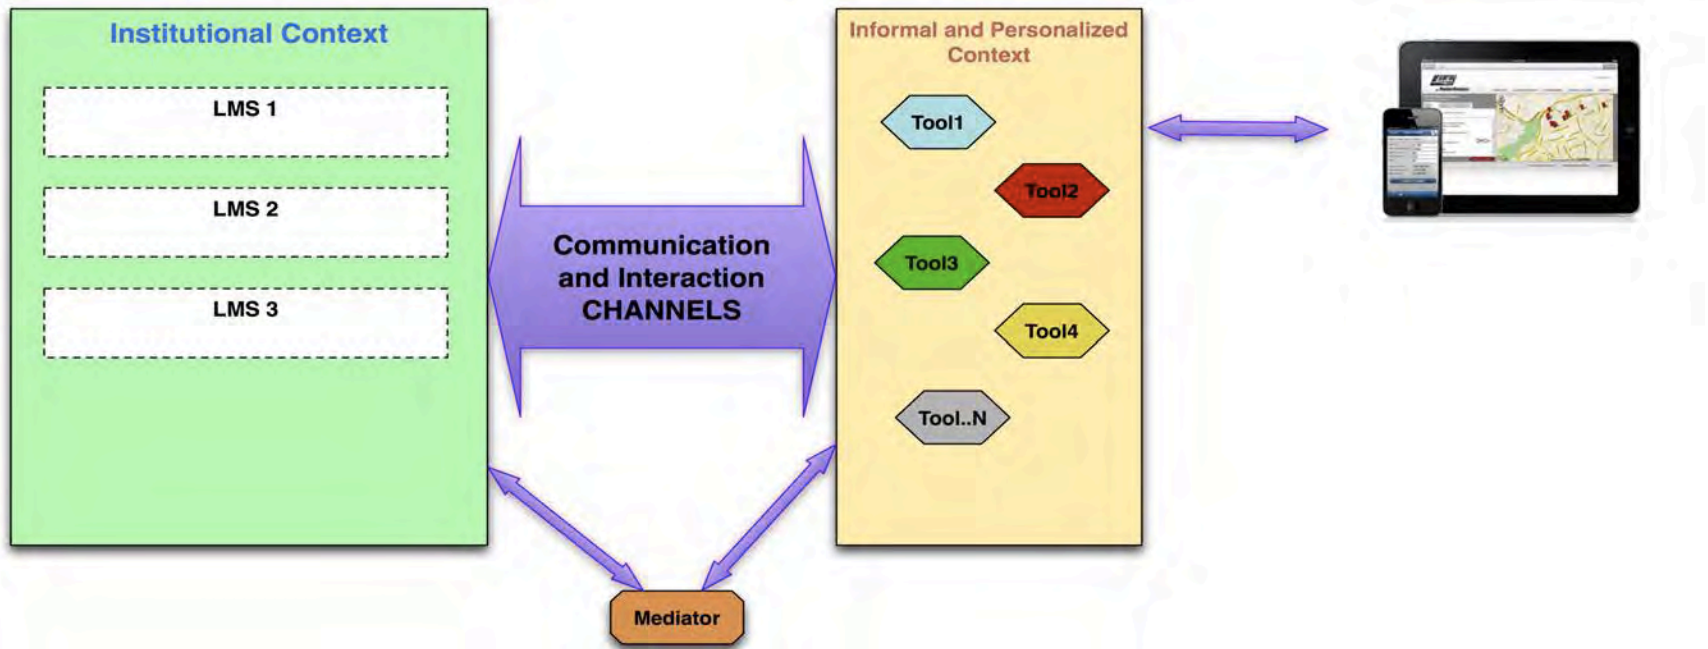 Institutional Context
LMS 1
LMS 2
LMS 3
Communication
and Interaction
CHANNELS
Informal and Personalized
Context
Tool1
Tool2
Tool3
Tool4
Tool..N
Mediator